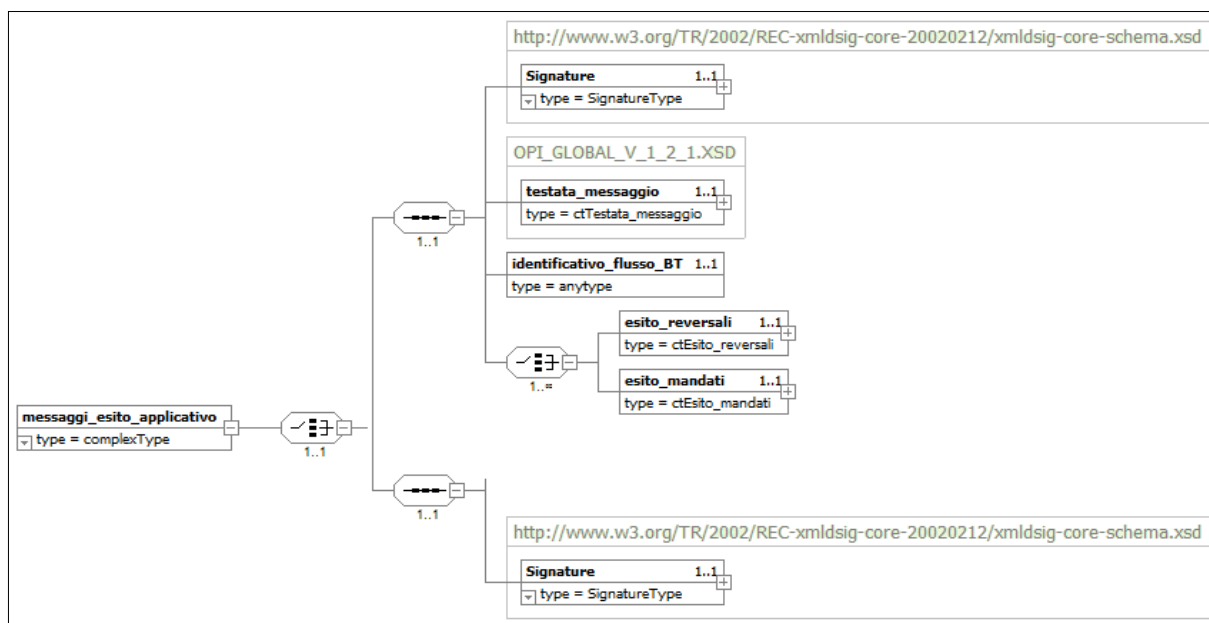 http://www.w3.org/TR/2002/REC-xmldsig-core-20020212/xmldsig-core-schema.xsd
Signature 1..1
type = SignatureType
OPI_GLOBAL_V_1_2_1.XSD
testata_messaggio 1..1
type = ctTestata_messaggio
1..1
identificativo_flusso_BT 1..1
type = anytype
esito_reversali 1..1
type = ctEsito_reversali
1..∞
esito_mandati 1..1
type = ctEsito_mandati
messaggi_esito_applicativo
type = complexType
1..1
1..1
http://www.w3.org/TR/2002/REC-xmldsig-core-20020212/xmldsig-core-schema.xsd
Signature 1..1
type = SignatureType